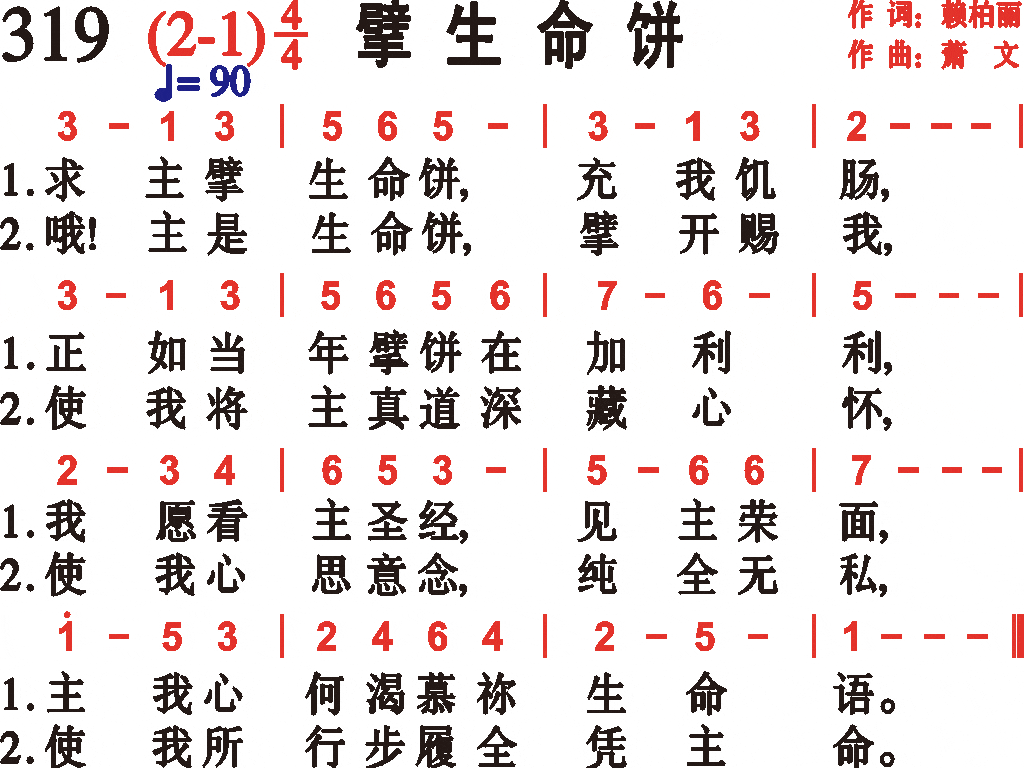 319 (2-1) 4/4 擘生命饼 作词：赖柏丽
♩= 90 作曲：萧 文
3 - 1 3 | 5 6 5 - | 3 - 1 3 | 2 - - - |
1.求 主擘 生命饼, 充 我饥 肠,
2.哦! 主是 生命饼, 擘 开赐 我,
3 - 1 3 | 5 6 5 6 | 7 - 6 - | 5 - - - |
1.正 如当 年擘饼在 加 利 利,
2.使 我将 主真道深 藏 心 怀,
2 - 3 4 | 6 5 3 - | 5 - 6 6 | 7 - - - |
1.我 愿看 主圣经, 见 主荣 面,
2.使 我心 思意念, 纯 全无 私,
1̇ - 5 3 | 2 4 6 4 | 2 - 5 - | 1 - - - ‖
1.主 我心 何渴慕祢 生 命 语。
2.使 我所 行步履全 凭 主 命。